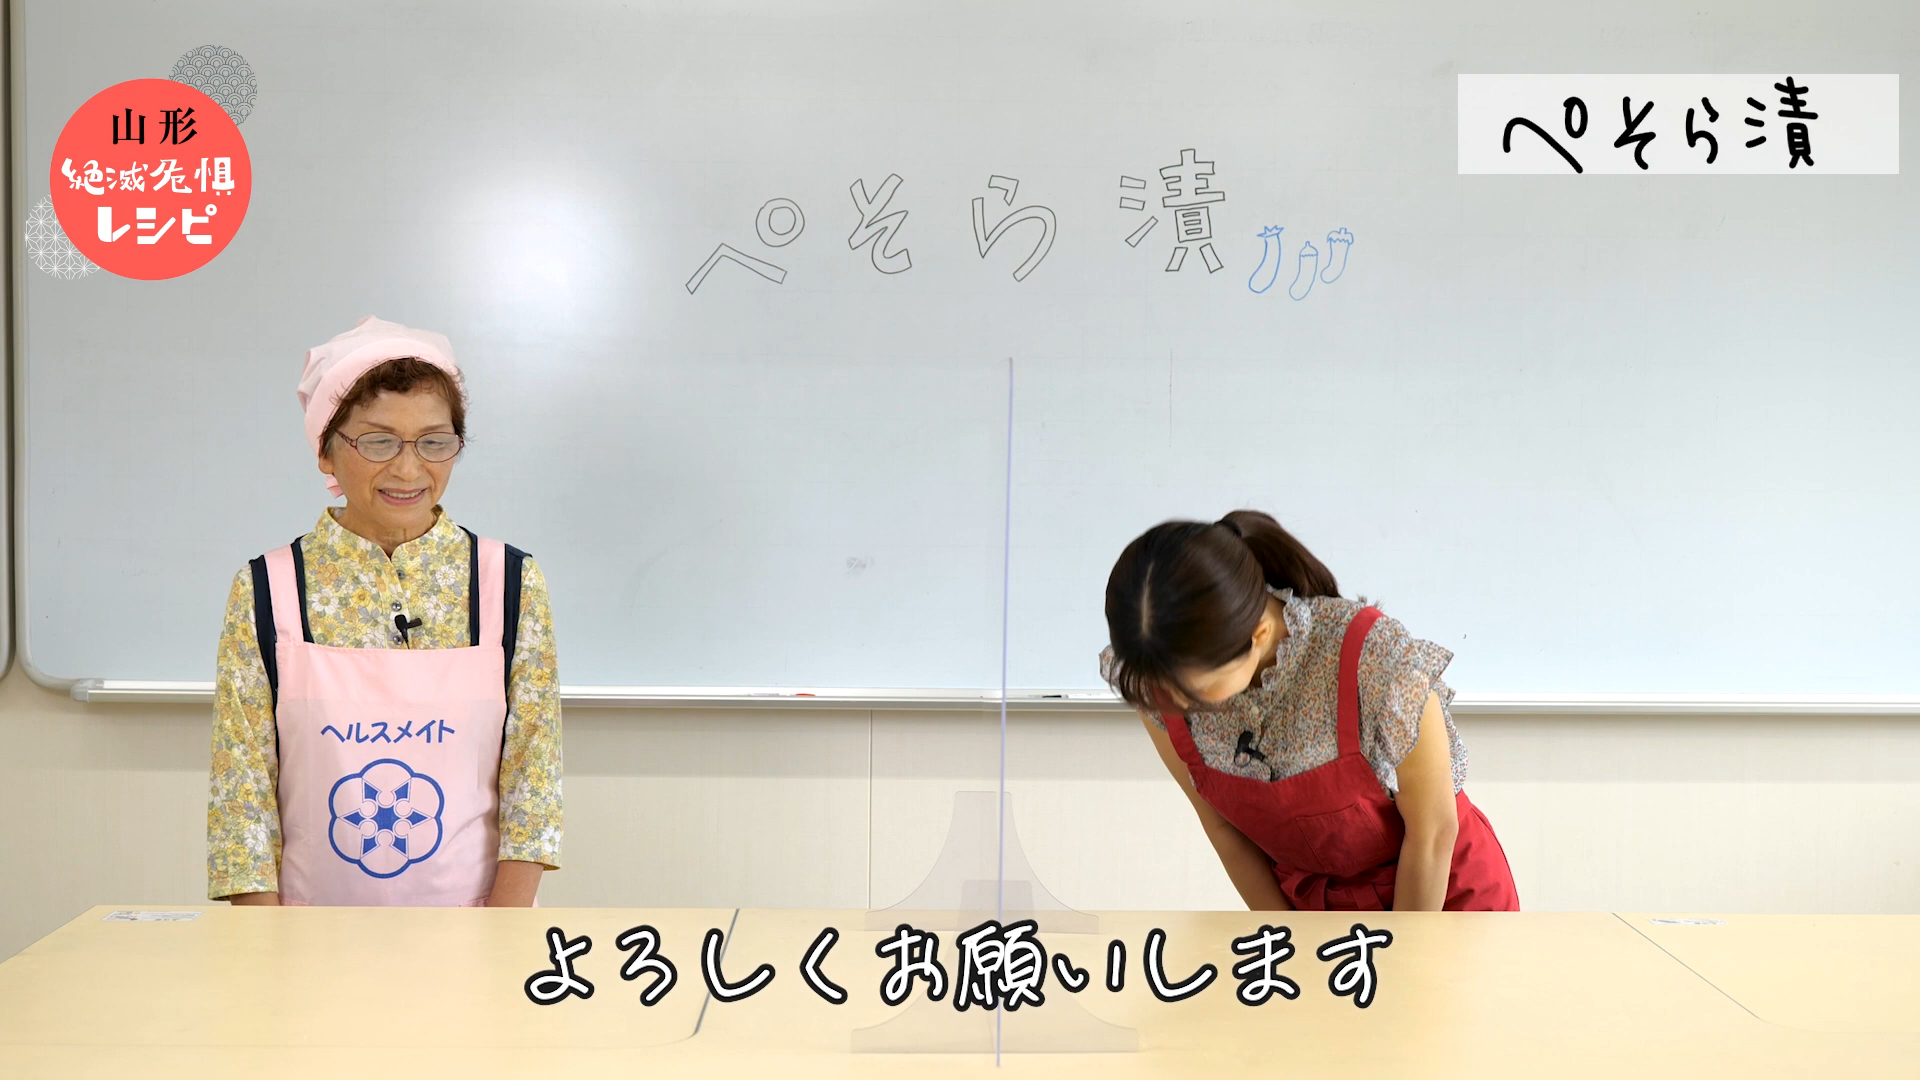 山形
絶滅危惧
レシピ
ぺそら漬
ぺそら漬
ヘルスメイト
よろしくお願いします